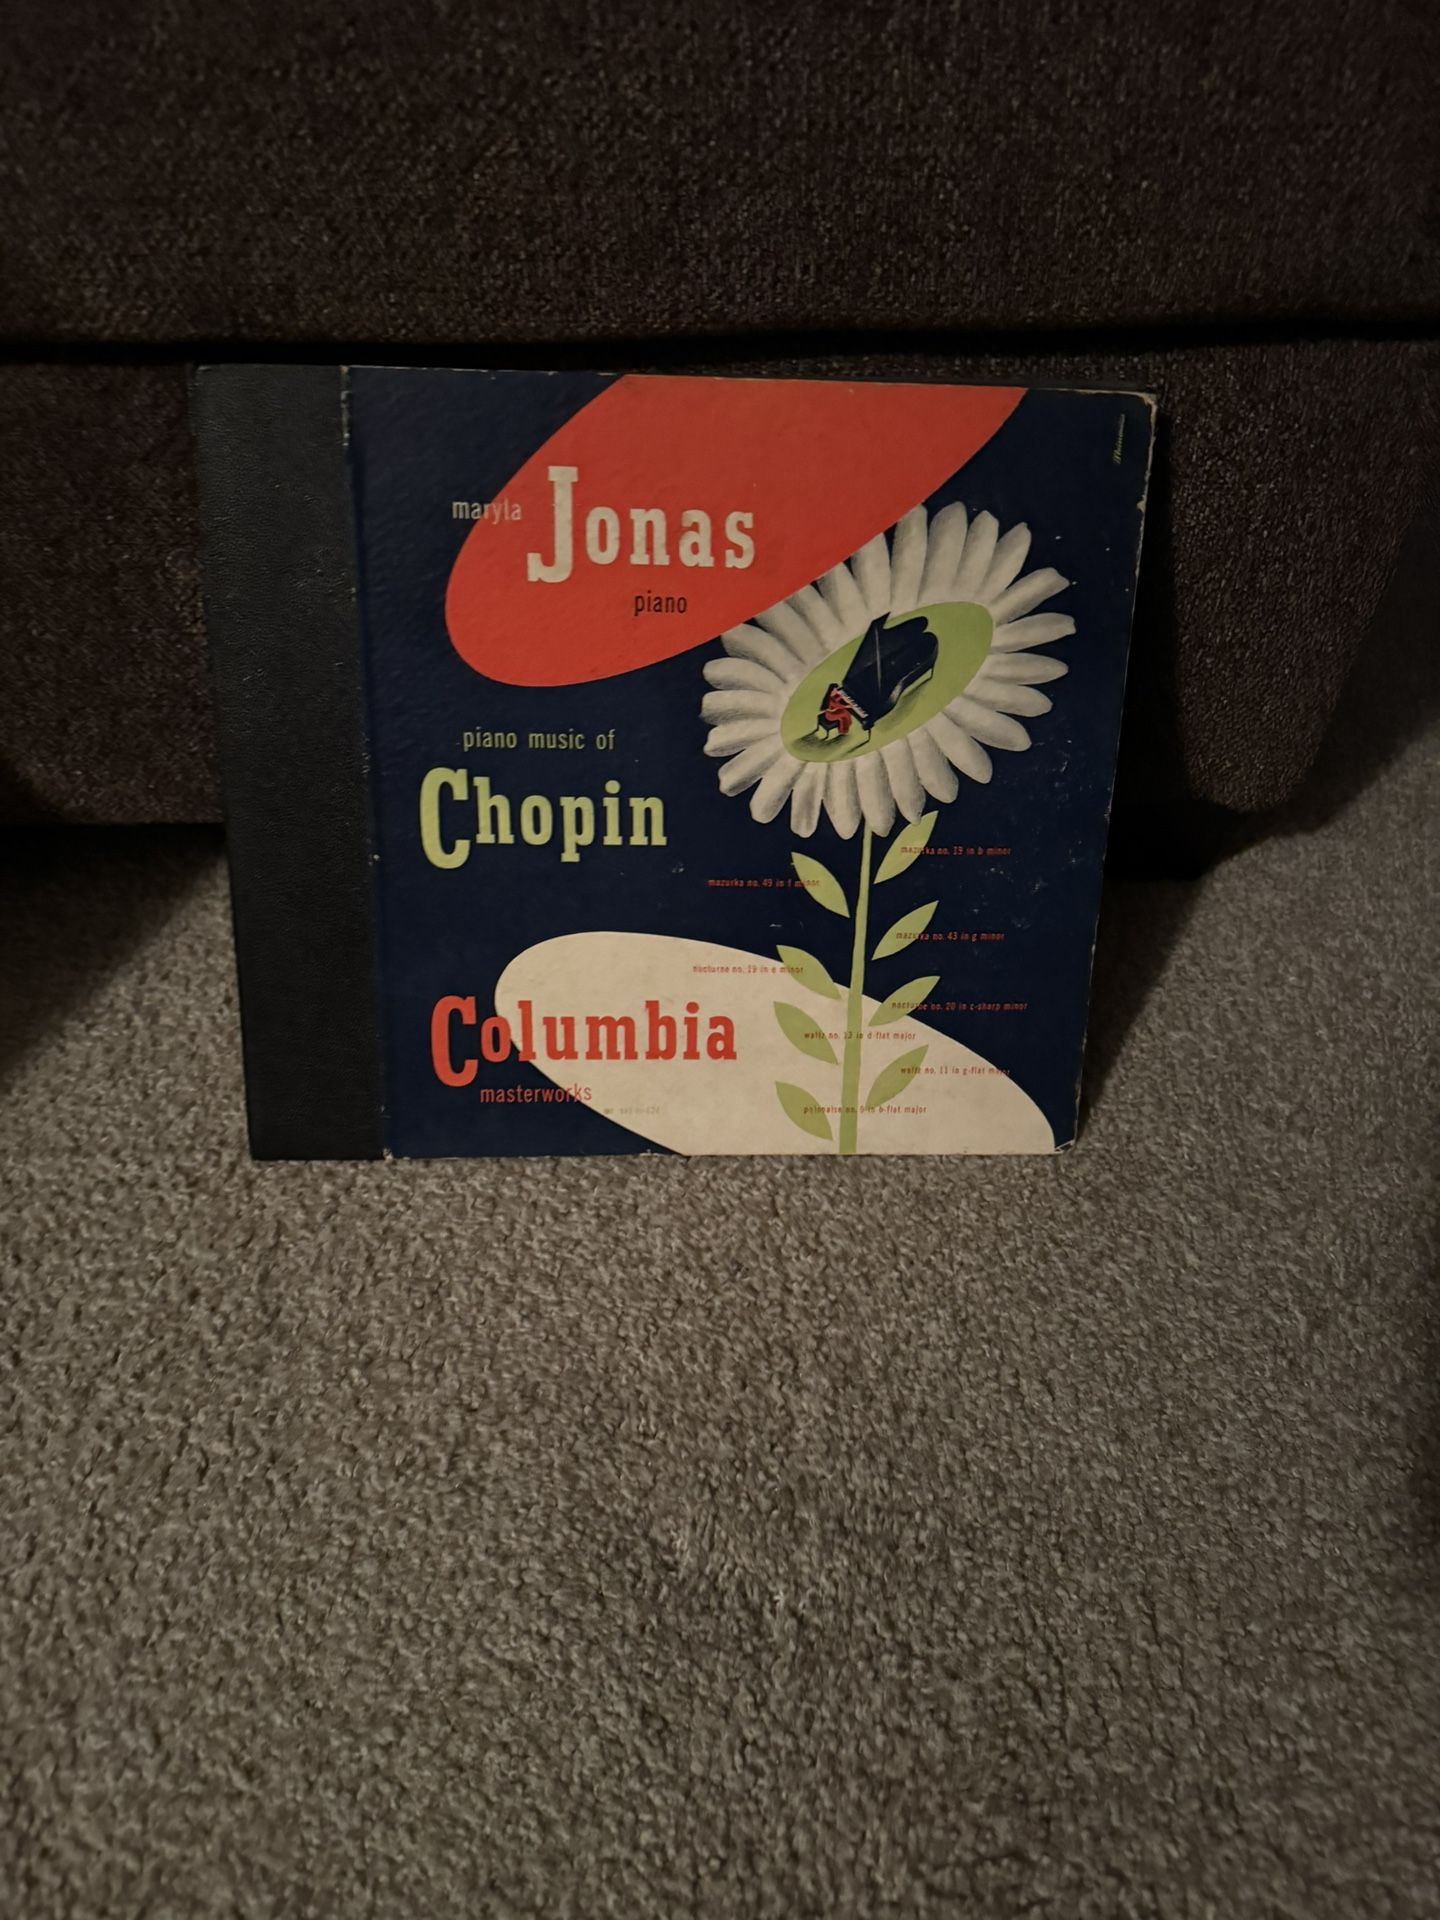 maryla Jonas
piano
piano music of
Chopin
mazurka no. 19 in b minor
mazurka no. 49 in f minor
mazurka no. 43 in g minor
nocturne no. 19 in e minor
nocturne no. 20 in c-sharp minor
waltz no. 13 in d-flat major
waltz no. 11 in g-flat major
polonaise no. 9 in b-flat major
Columbia
masterworks